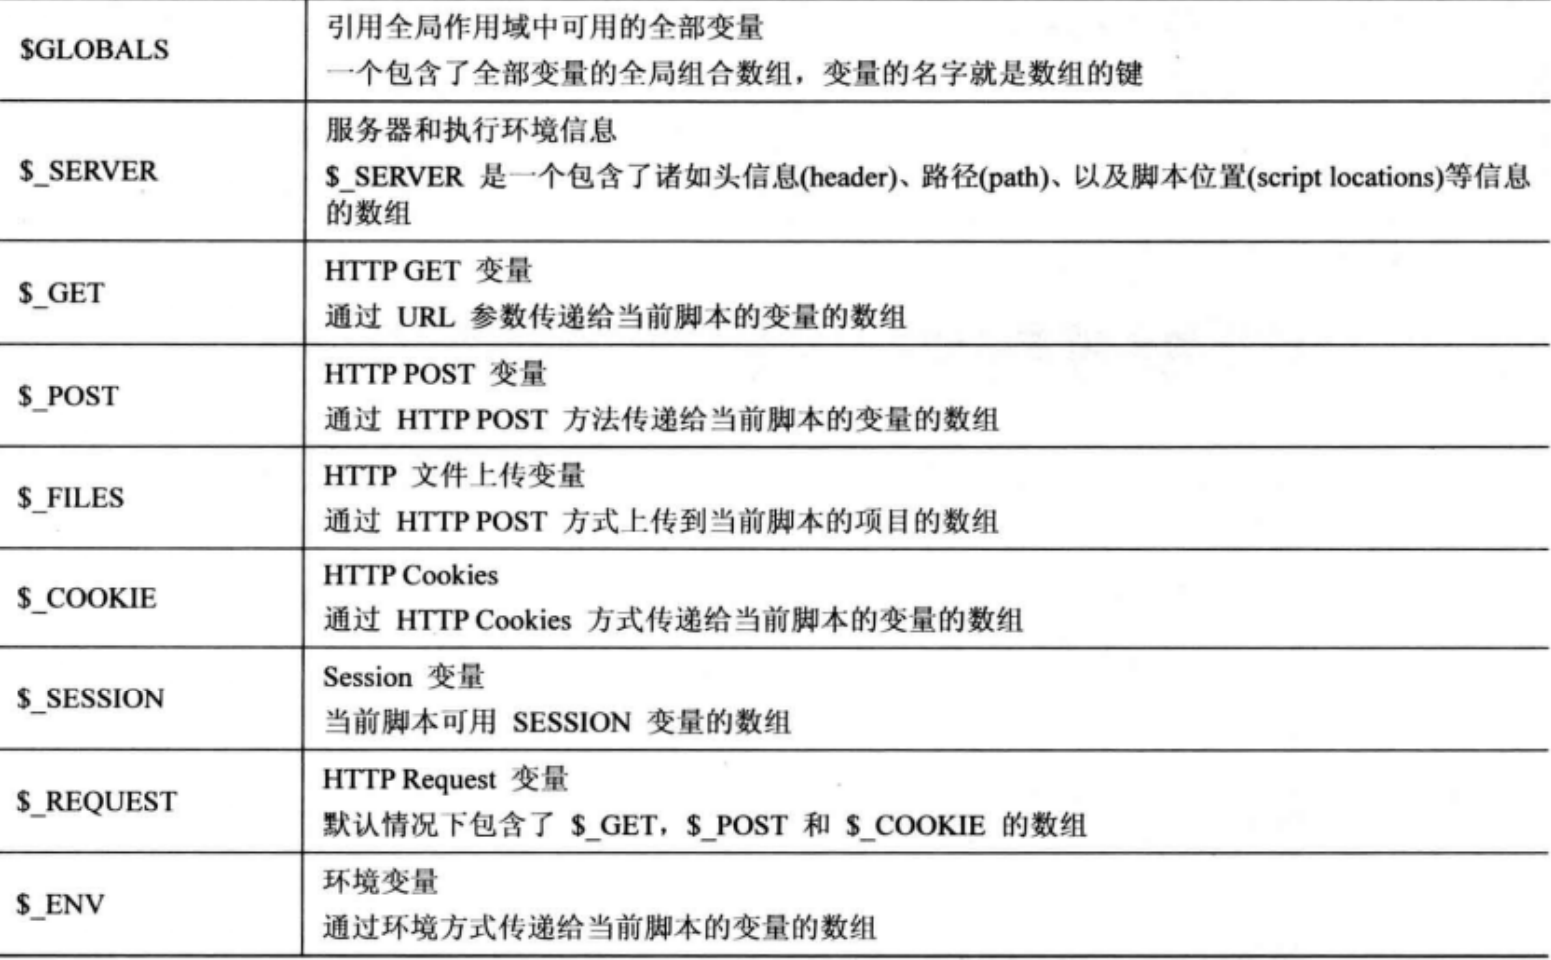 $GLOBALS
引用全局作用域中可用的全部变量
一个包含了全部变量的全局组合数组，变量的名字就是数组的键
$_SERVER
服务器和执行环境信息
$_SERVER 是一个包含了诸如头信息(header)、路径(path)、以及脚本位置(script locations)等信息
的数组
$_GET
HTTP GET 变量
通过 URL 参数传递给当前脚本的变量的数组
$_POST
HTTP POST 变量
通过 HTTP POST 方法传递给当前脚本的变量的数组
$_FILES
HTTP 文件上传变量
通过 HTTP POST 方式上传到当前脚本的项目的数组
$_COOKIE
HTTP Cookies
通过 HTTP Cookies 方式传递给当前脚本的变量的数组
$_SESSION
Session 变量
当前脚本可用 SESSION 变量的数组
$_REQUEST
HTTP Request 变量
默认情况下包含了 $_GET，$_POST 和 $_COOKIE 的数组
$_ENV
环境变量
通过环境方式传递给当前脚本的变量的数组